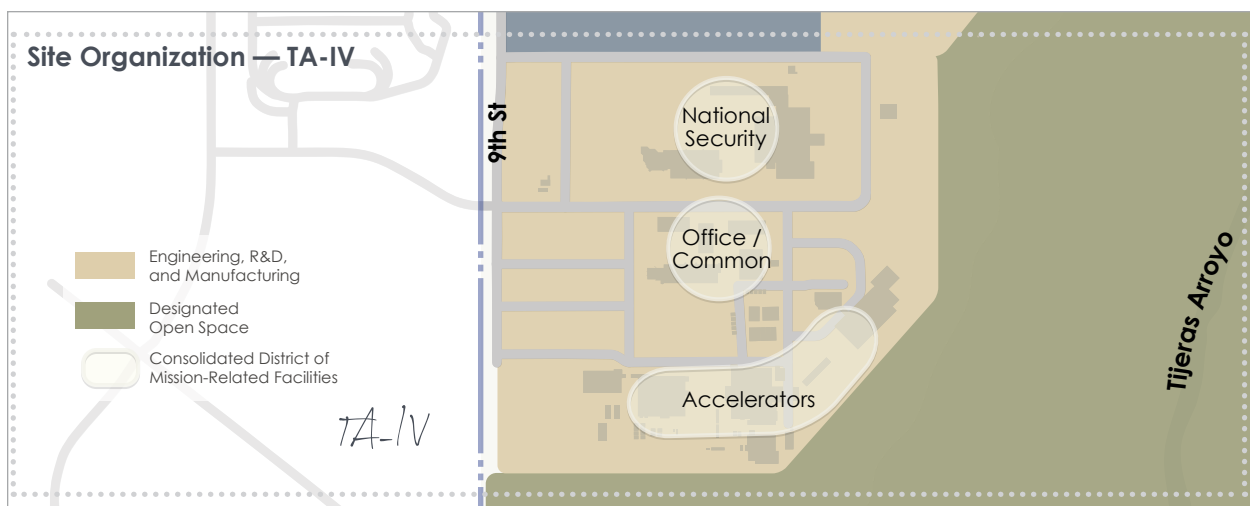 Site Organization — TA-IV
9th St
National
Security
Office /
Common
Engineering, R&D,
and Manufacturing
Designated
Open Space
Consolidated District of
Mission-Related Facilities
Tijeras Arroyo
Accelerators
TA-IV